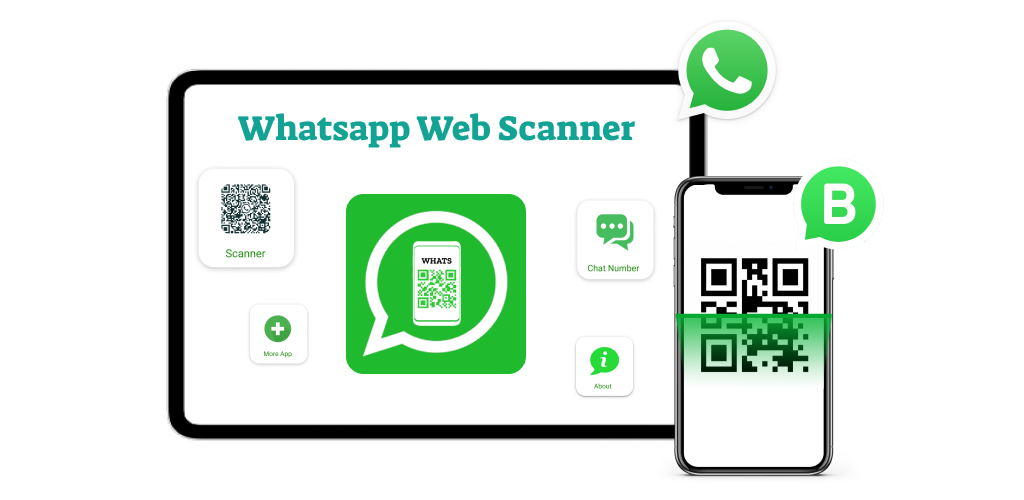 Whatsapp Web Scanner
B
Scanner
WHATS
Chat Number
More App
i
About